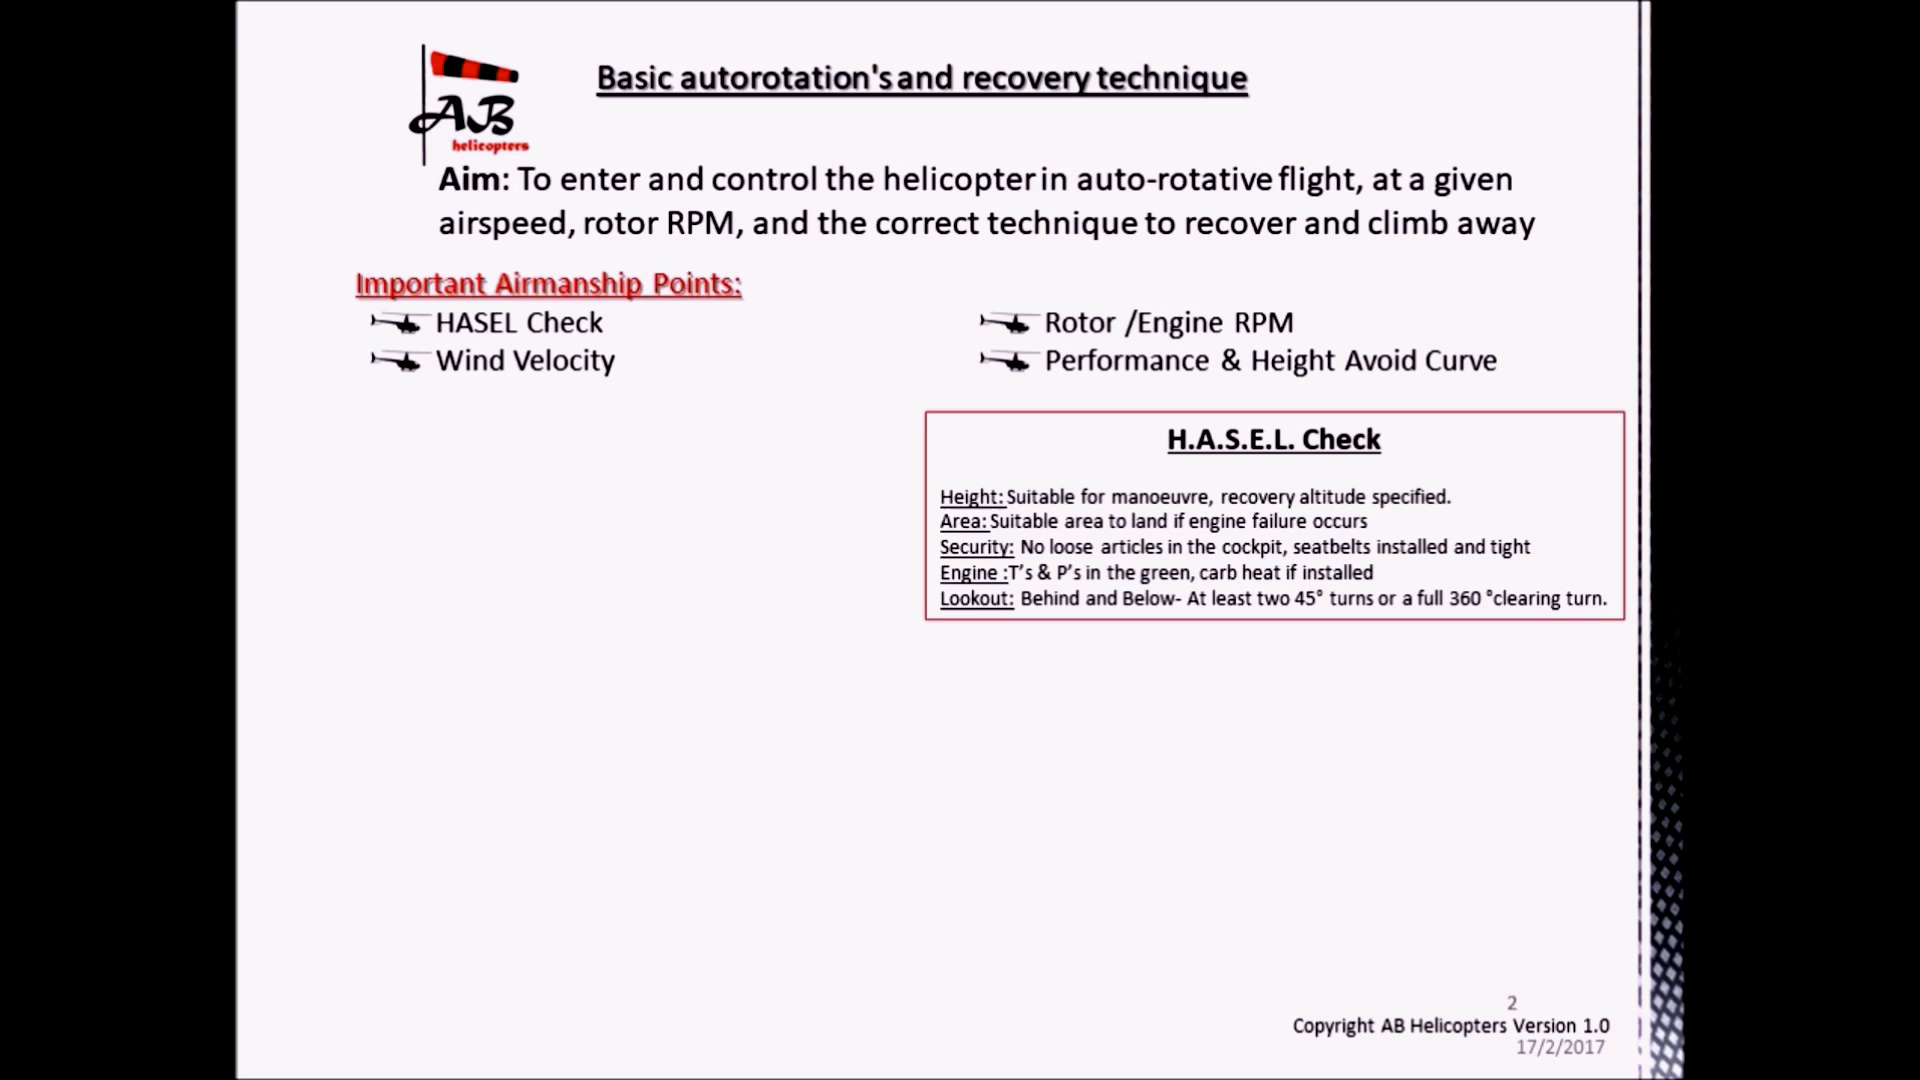 Basic autorotation's and recovery technique
AB
helicopters
Aim: To enter and control the helicopter in auto-rotative flight, at a given
airspeed, rotor RPM, and the correct technique to recover and climb away
Important Airmanship Points:
HASEL Check
Wind Velocity
Rotor /Engine RPM
Performance & Height Avoid Curve
H.A.S.E.L. Check
Height: Suitable for manoeuvre, recovery altitude specified.
Area: Suitable area to land if engine failure occurs
Security: No loose articles in the cockpit, seatbelts installed and tight
Engine :T’s & P’s in the green, carb heat if installed
Lookout: Behind and Below- At least two 45° turns or a full 360 °clearing turn.
2
Copyright AB Helicopters Version 1.0
17/2/2017